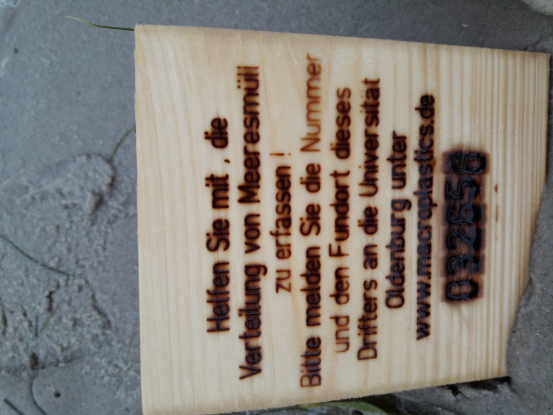 Helfen Sie mit, die
Verteilung von Meeresmüll
zu erfassen!
Bitte melden Sie die Nummer
und den Fundort dieses
Drifters an die Universität
Oldenburg unter
www.macroplastics.de
032658